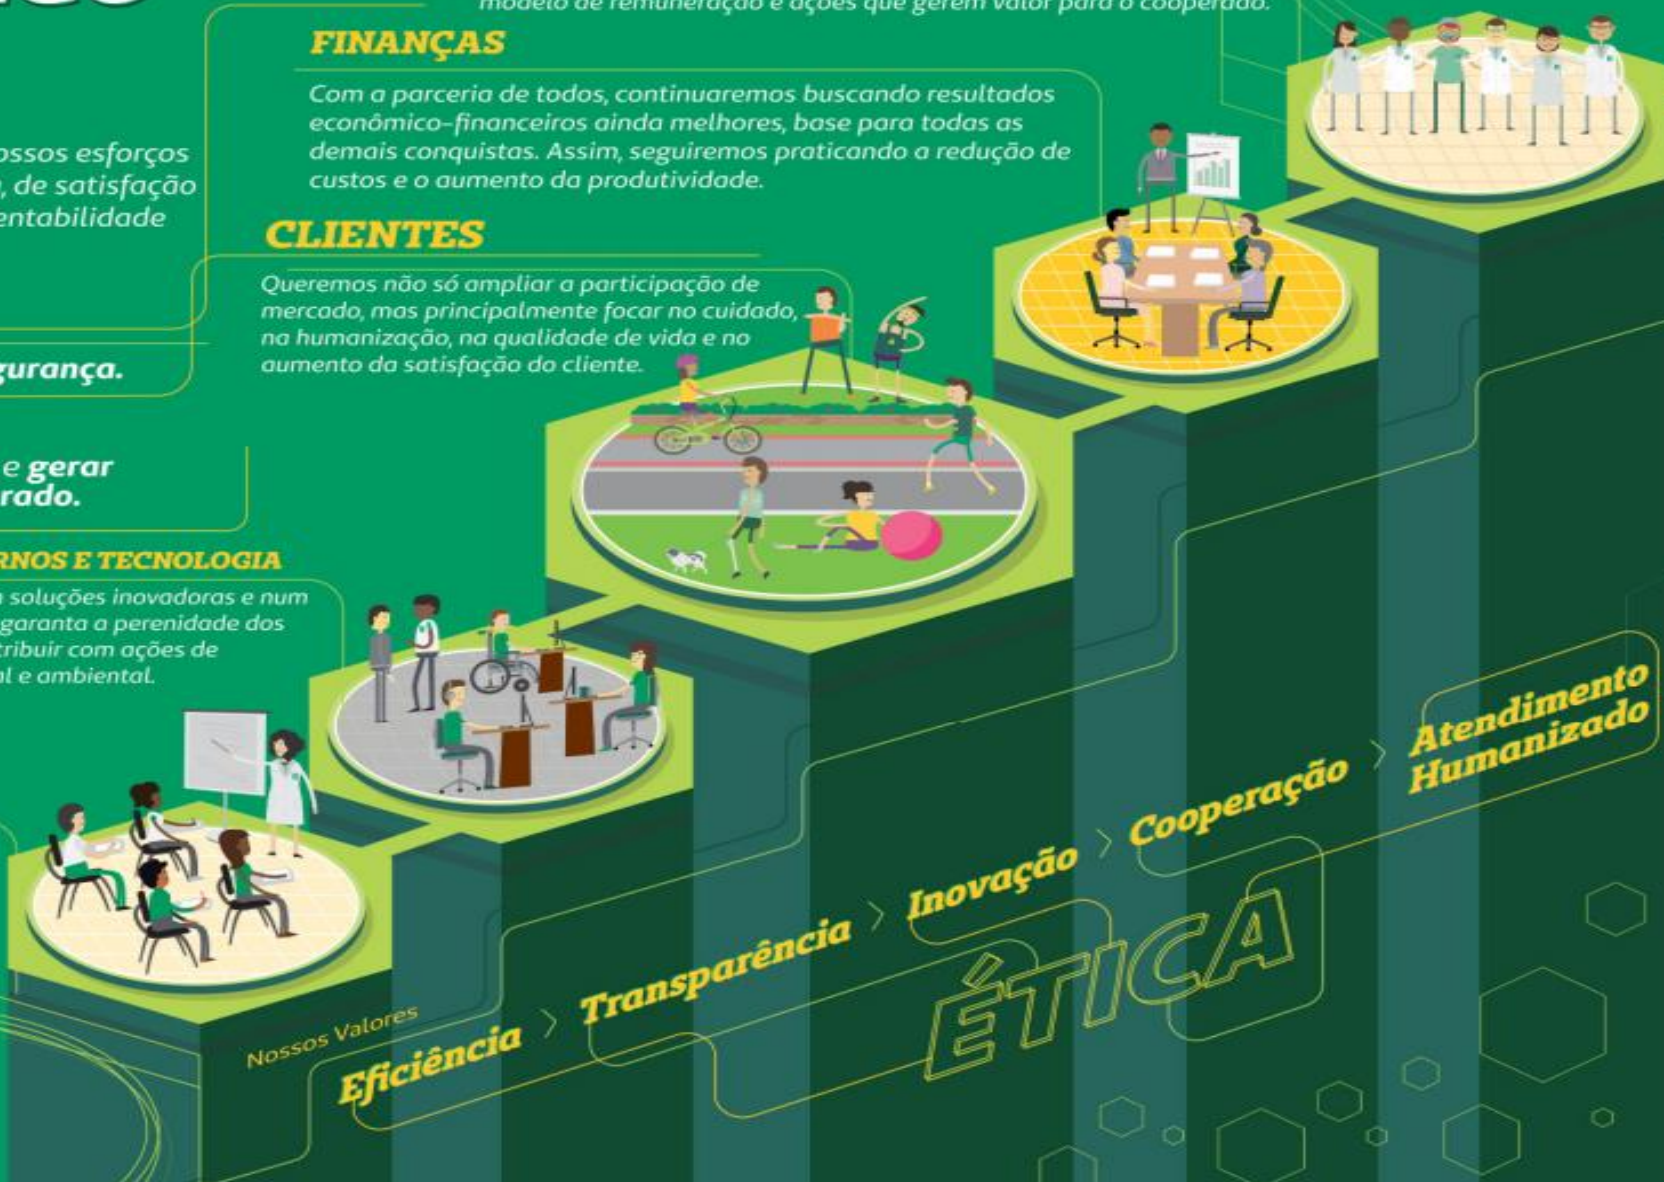 modelo de remuneração e ações que gerem valor para o cooperado.
FINANÇAS
Com a parceria de todos, continuaremos buscando resultados
econômico-financeiros ainda melhores, base para todas as
demais conquistas. Assim, seguiremos praticando a redução de
custos e o aumento da produtividade.
ossos esforços
, de satisfação
entabilidade
CLIENTES
Queremos não só ampliar a participação de
mercado, mas principalmente focar no cuidado,
na humanização, na qualidade de vida e no
aumento da satisfação do cliente.
gurança.
e gerar
rado.
RNOS E TECNOLOGIA
soluções inovadoras e num
garanta a perenidade dos
tribuir com ações de
al e ambiental.
Nossos Valores
Eficiência > Transparência > Inovação > Cooperação > Atendimento
Humanizado
ÉTICA